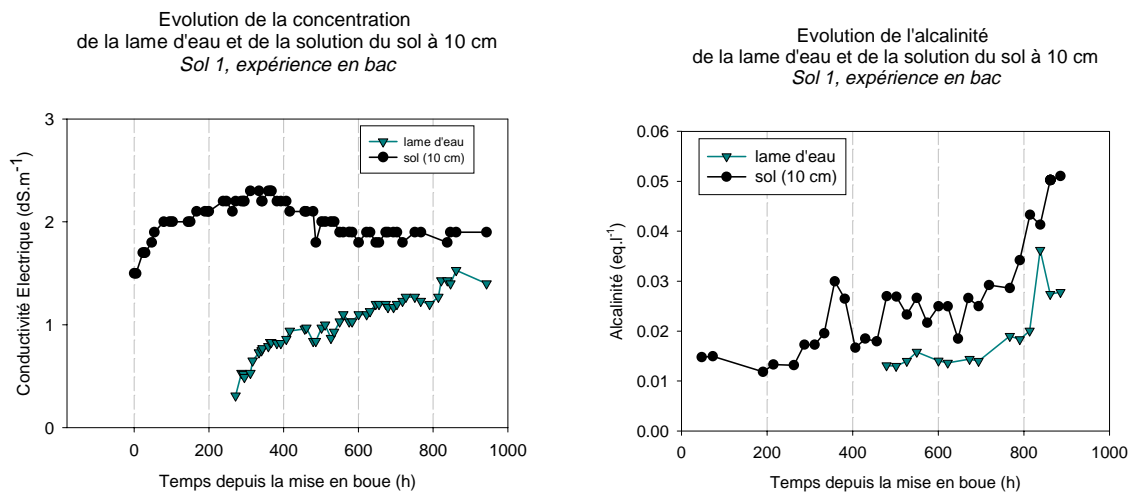 Evolution de la concentration
de la lame d'eau et de la solution du sol à 10 cm
Sol 1, expérience en bac
3
2
1
0
Conductivité Electrique (dS.m-1)
lame d'eau
sol (10 cm)
0 200 400 600 800 1000
Temps depuis la mise en boue (h)
Evolution de l'alcalinité
de la lame d'eau et de la solution du sol à 10 cm
Sol 1, expérience en bac
0.06
0.05
0.04
0.03
0.02
0.01
0.00
Alcalinité (eq.l-1)
lame d'eau
sol (10 cm)
0 200 400 600 800 1000
Temps depuis la mise en boue (h)